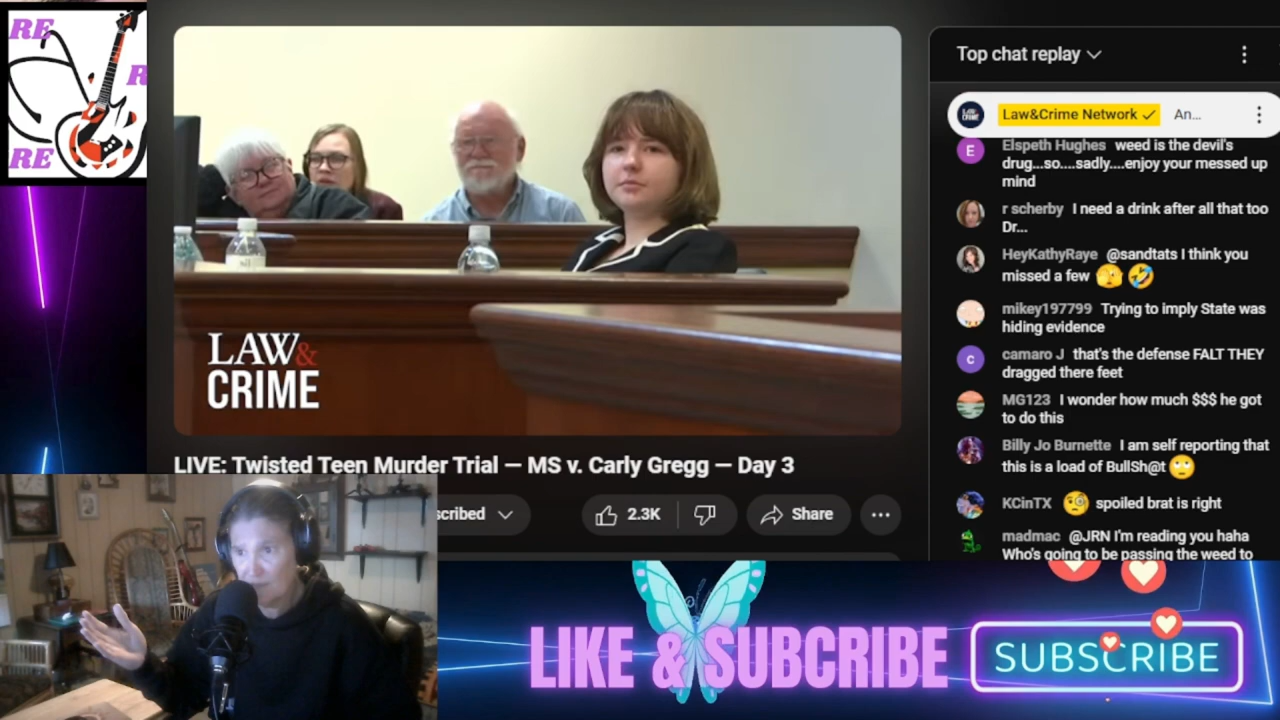 RE
R
RE
LAW&
CRIME
LIVE: Twisted Teen Murder Trial — MS v. Carly Gregg — Day 3
scribed
2.3K
Share
Top chat replay
Law&Crime Network An...
E
Elspeth Hughes weed is the devil's
drug...so....sadly....enjoy your messed up
mind
r scherby I need a drink after all that too
Dr...
HeyKathyRaye @sandtats I think you
missed a few
mikey197799 Trying to imply State was
hiding evidence
C
camaro J that's the defense FALT THEY
dragged there feet
MG123 I wonder how much $$$ he got
to do this
Billy Jo Burnette I am self reporting that
this is a load of BullSh@t
KCinTX spoiled brat is right
madmac @JRN I'm reading you haha
Who's going to be passing the weed to
LIKE & SUBCRIBE
SUBSCRIBE